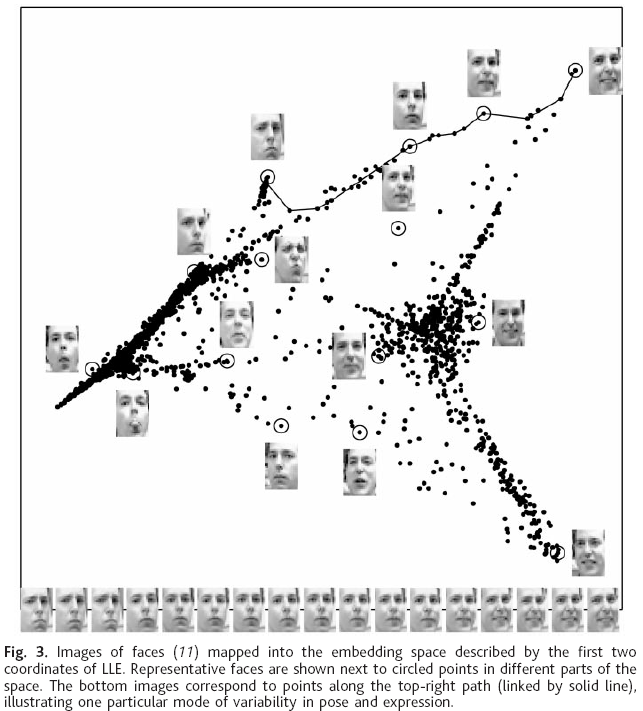 Fig. 3. Images of faces (11) mapped into the embedding space described by the first two
coordinates of LLE. Representative faces are shown next to circled points in different parts of the
space. The bottom images correspond to points along the top-right path (linked by solid line),
illustrating one particular mode of variability in pose and expression.